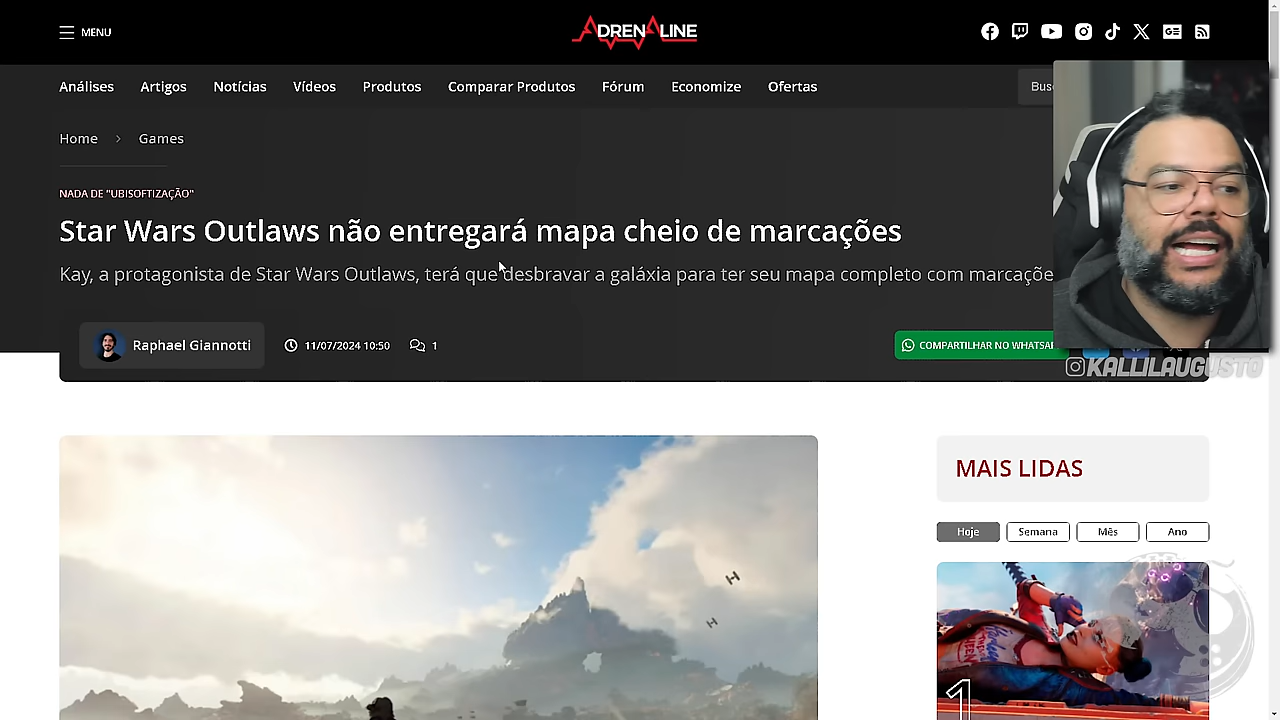 MENU
ADRENALINE
Análises
Artigos
Notícias
Vídeos
Produtos
Comparar Produtos
Fórum
Economize
Ofertas
Bus
Home
Games
NADA DE "UBISOFTIZAÇÃO"
Star Wars Outlaws não entregará mapa cheio de marcações
Kay, a protagonista de Star Wars Outlaws, terá que desbravar a galáxia para ter seu mapa completo com marcaçõe
Raphael Giannotti
11/07/2024 10:50
1
COMPARTILHAR NO WHATSAP
KALLILAUGUSTO
MAIS LIDAS
Hoje
Semana
Mês
Ano
1